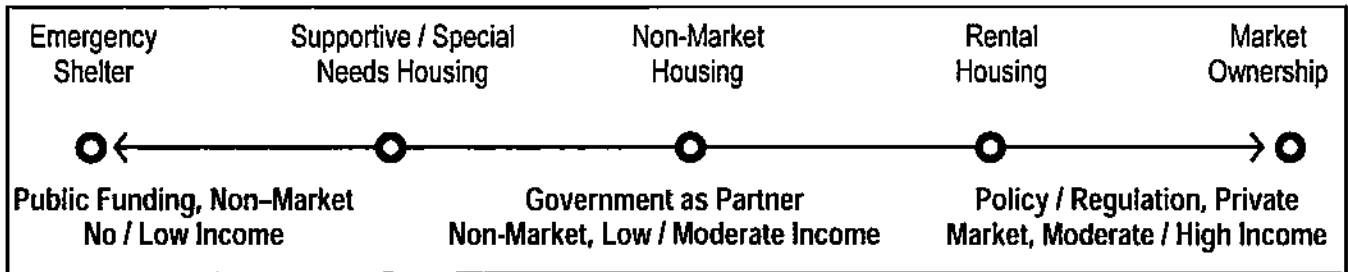 Emergency
Shelter
Supportive / Special
Needs Housing
Non-Market
Housing
Rental
Housing
Market
Ownership
Public Funding, Non–Market
No / Low Income
Government as Partner
Non-Market, Low / Moderate Income
Policy / Regulation, Private
Market, Moderate / High Income